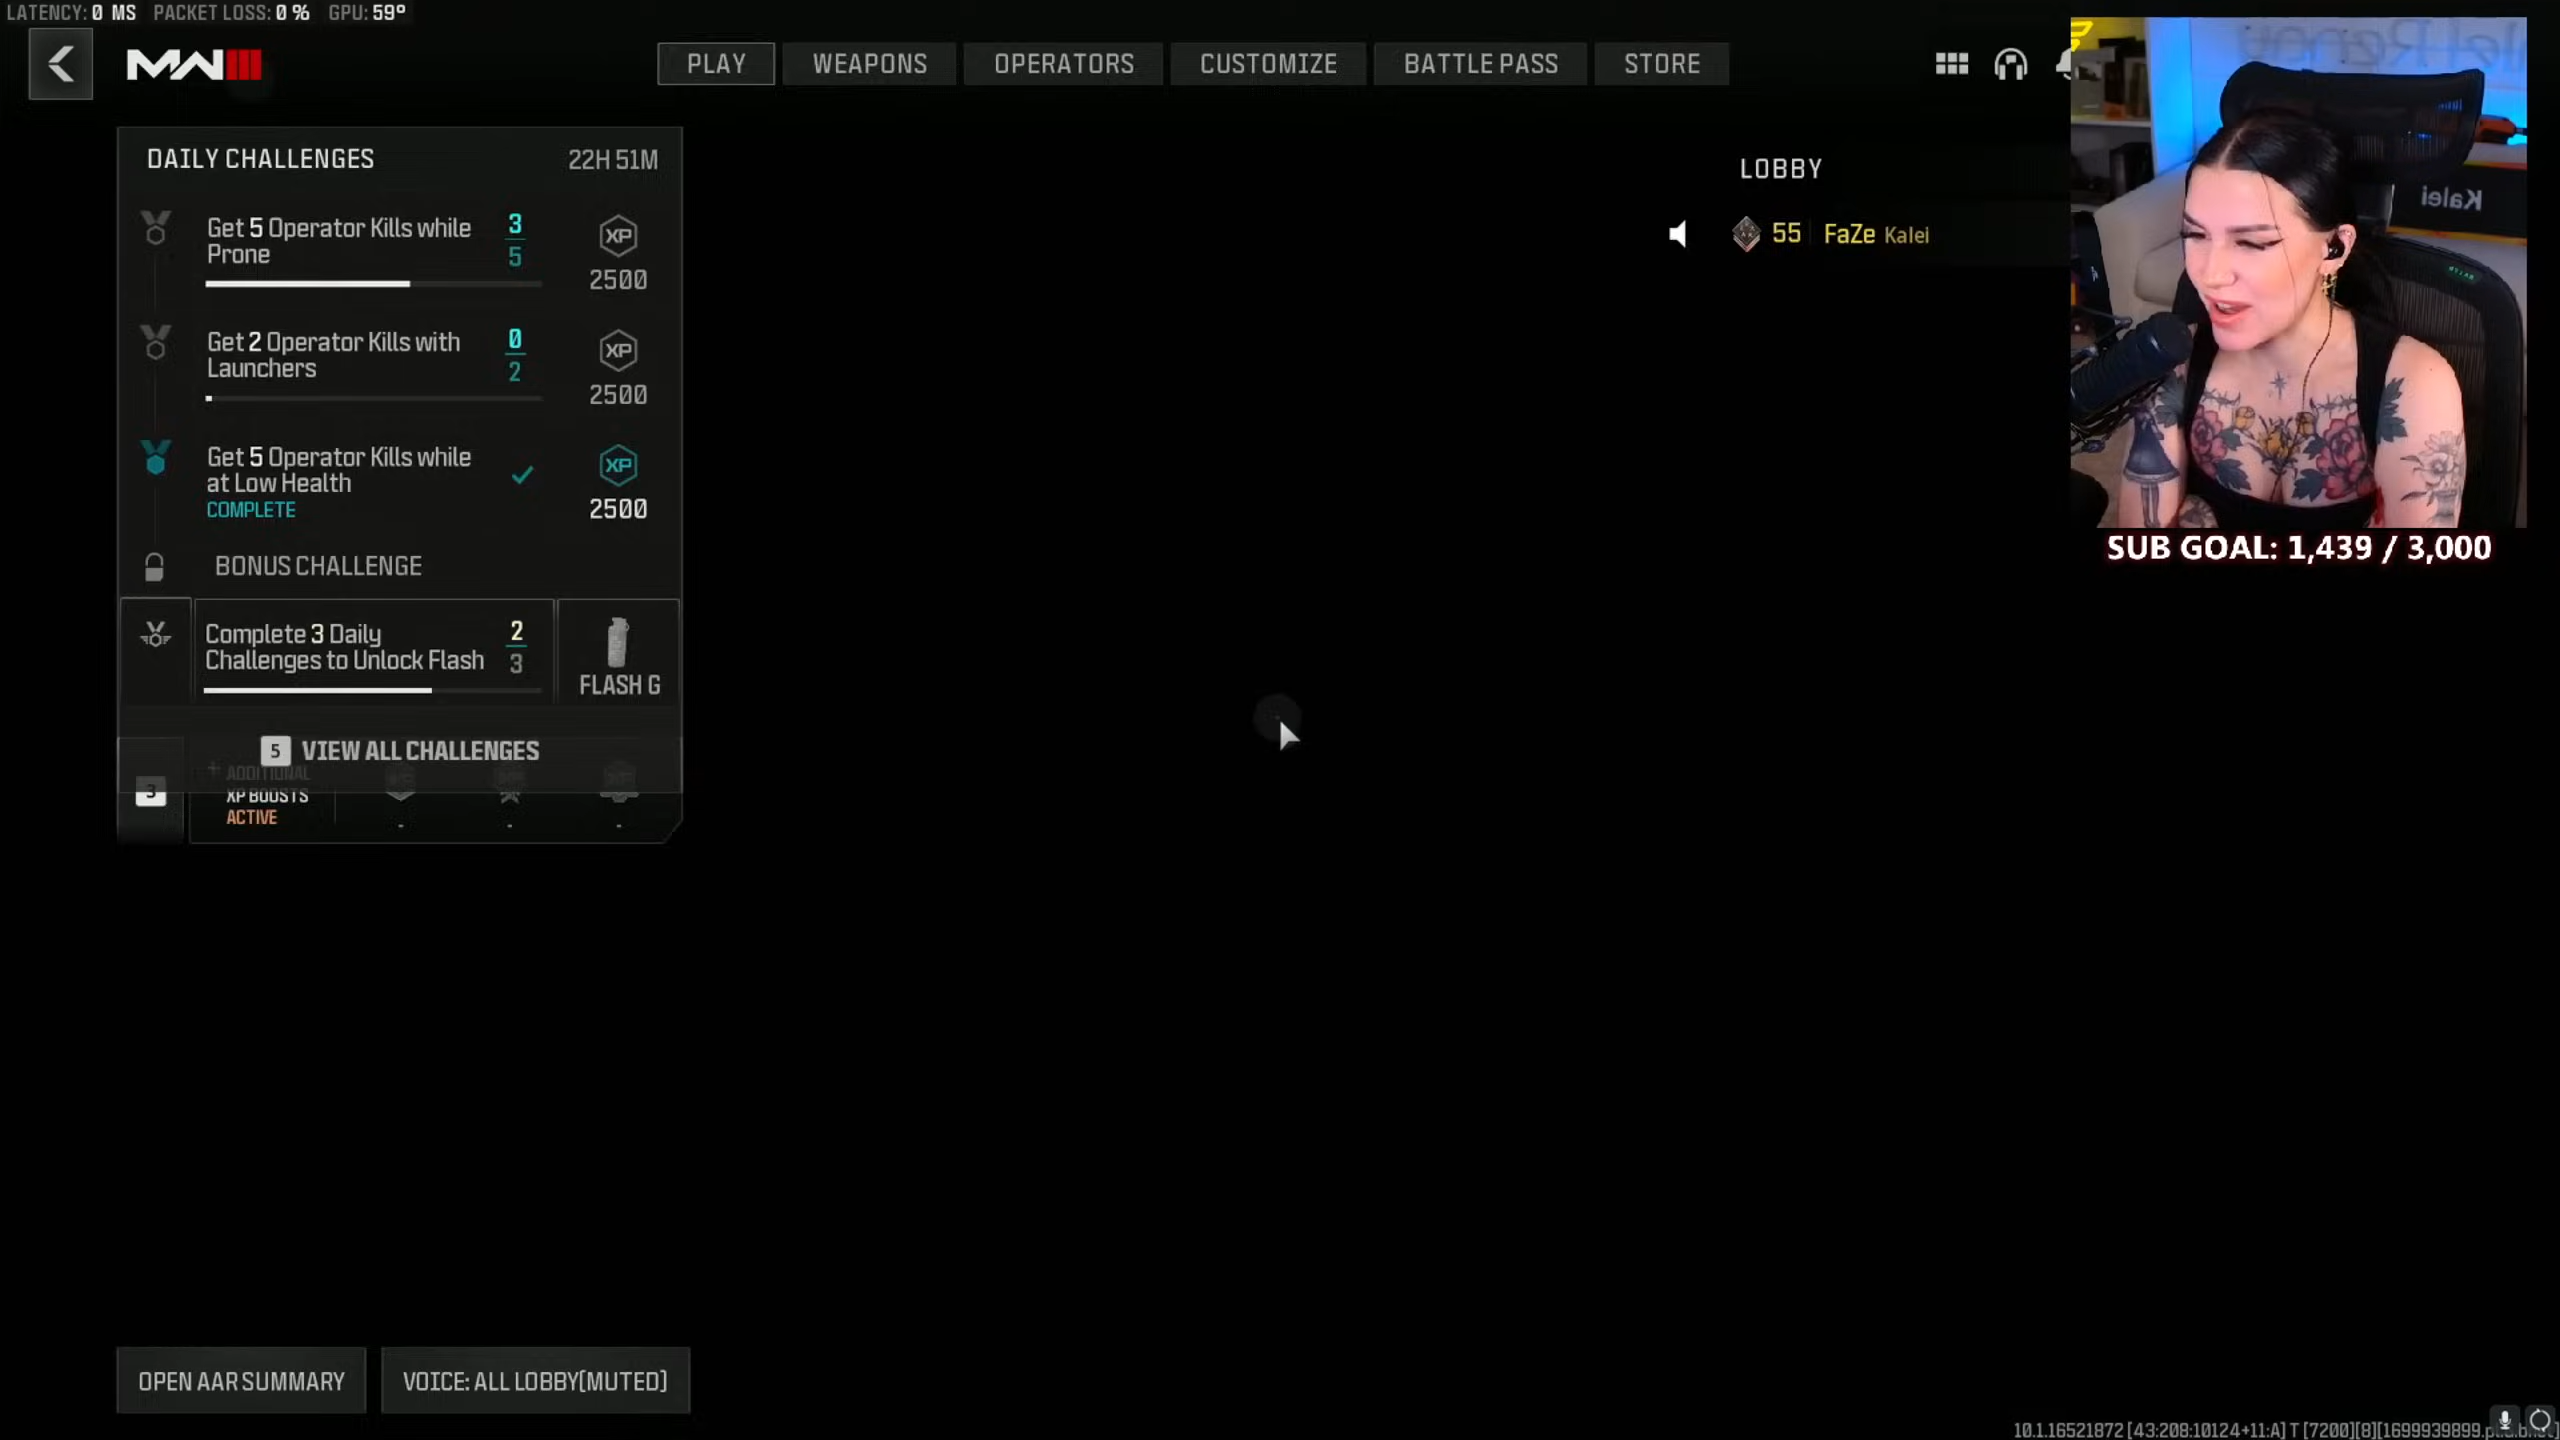 LATENCY: 0 MS PACKET LOSS: 0 % GPU: 59°
MWIII
PLAY
WEAPONS
OPERATORS
CUSTOMIZE
BATTLE PASS
STORE
DAILY CHALLENGES 22H 51M
Get 5 Operator Kills while
Prone
3
5
XP
2500
Get 2 Operator Kills with
Launchers
0
2
XP
2500
Get 5 Operator Kills while
at Low Health
COMPLETE
XP
2500
BONUS CHALLENGE
Complete 3 Daily
Challenges to Unlock Flash
2
3
FLASH G
5 VIEW ALL CHALLENGES
3
+ ADDITIONAL
XP BOOSTS
ACTIVE
LOBBY
55 FaZe Kalei
Kalei
SUB GOAL: 1,439 / 3,000
OPEN AAR SUMMARY
VOICE: ALL LOBBY[MUTED]